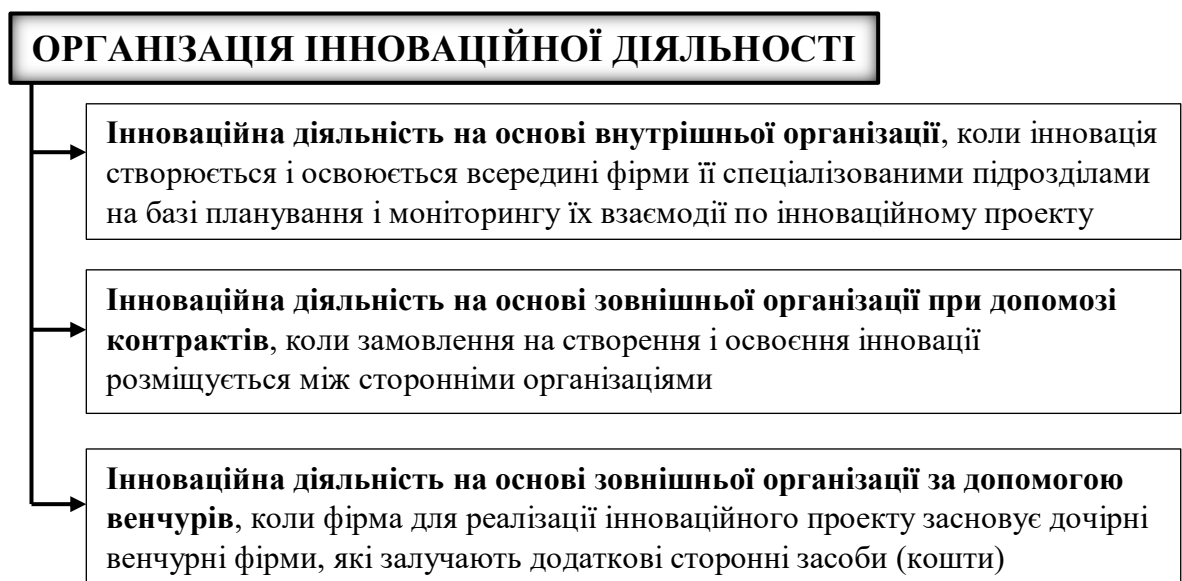 ОРГАНІЗАЦІЯ ІННОВАЦІЙНОЇ ДІЯЛЬНОСТІ
Інноваційна діяльність на основі внутрішньої організації, коли інновація
створюється і освоюється всередині фірми її спеціалізованими підрозділами
на базі планування і моніторингу їх взаємодії по інноваційному проекту
Інноваційна діяльність на основі зовнішньої організації при допомозі
контрактів, коли замовлення на створення і освоєння інновації
розміщується між сторонніми організаціями
Інноваційна діяльність на основі зовнішньої організації за допомогою
венчурів, коли фірма для реалізації інноваційного проекту засновує дочірні
венчурні фірми, які залучають додаткові сторонні засоби (кошти)